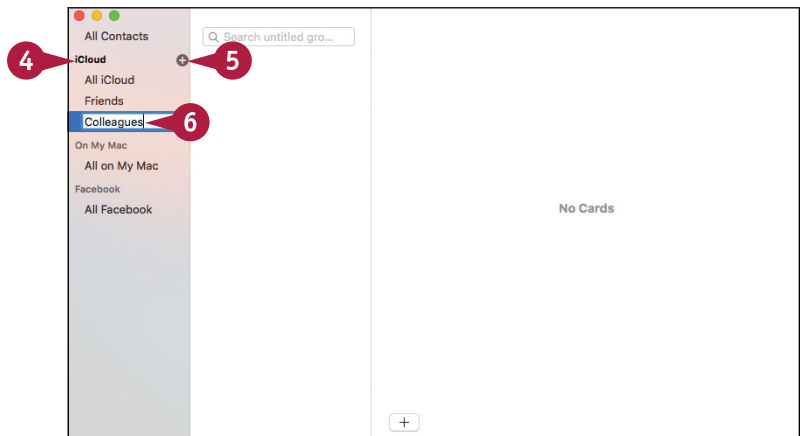 All Contacts
Search untitled gro...
4
iCloud
5
All iCloud
Friends
Colleagues
6
On My Mac
All on My Mac
Facebook
All Facebook
No Cards
+